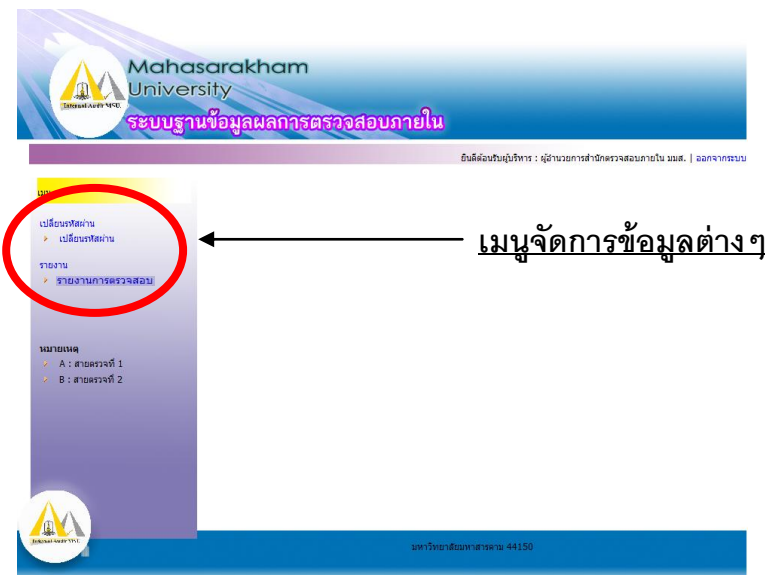 Mahasarakham
University
Internal Audit MSU.
ระบบฐานข้อมูลผลการตรวจสอบภายใน
ยินดีต้อนรับผู้บริหาร : ผู้อำนวยการสำนักตรวจสอบภายใน มมส. | ออกจากระบบ
เปลี่ยนรหัสผ่าน
เปลี่ยนรหัสผ่าน
เมนูจัดการข้อมูลต่างๆ
รายงาน
รายงานการตรวจสอบ
หมายเหตุ
A : สายตรวจที่ 1
B : สายตรวจที่ 2
Internal Audit MSU.
มหาวิทยาลัยมหาสารคาม 44150